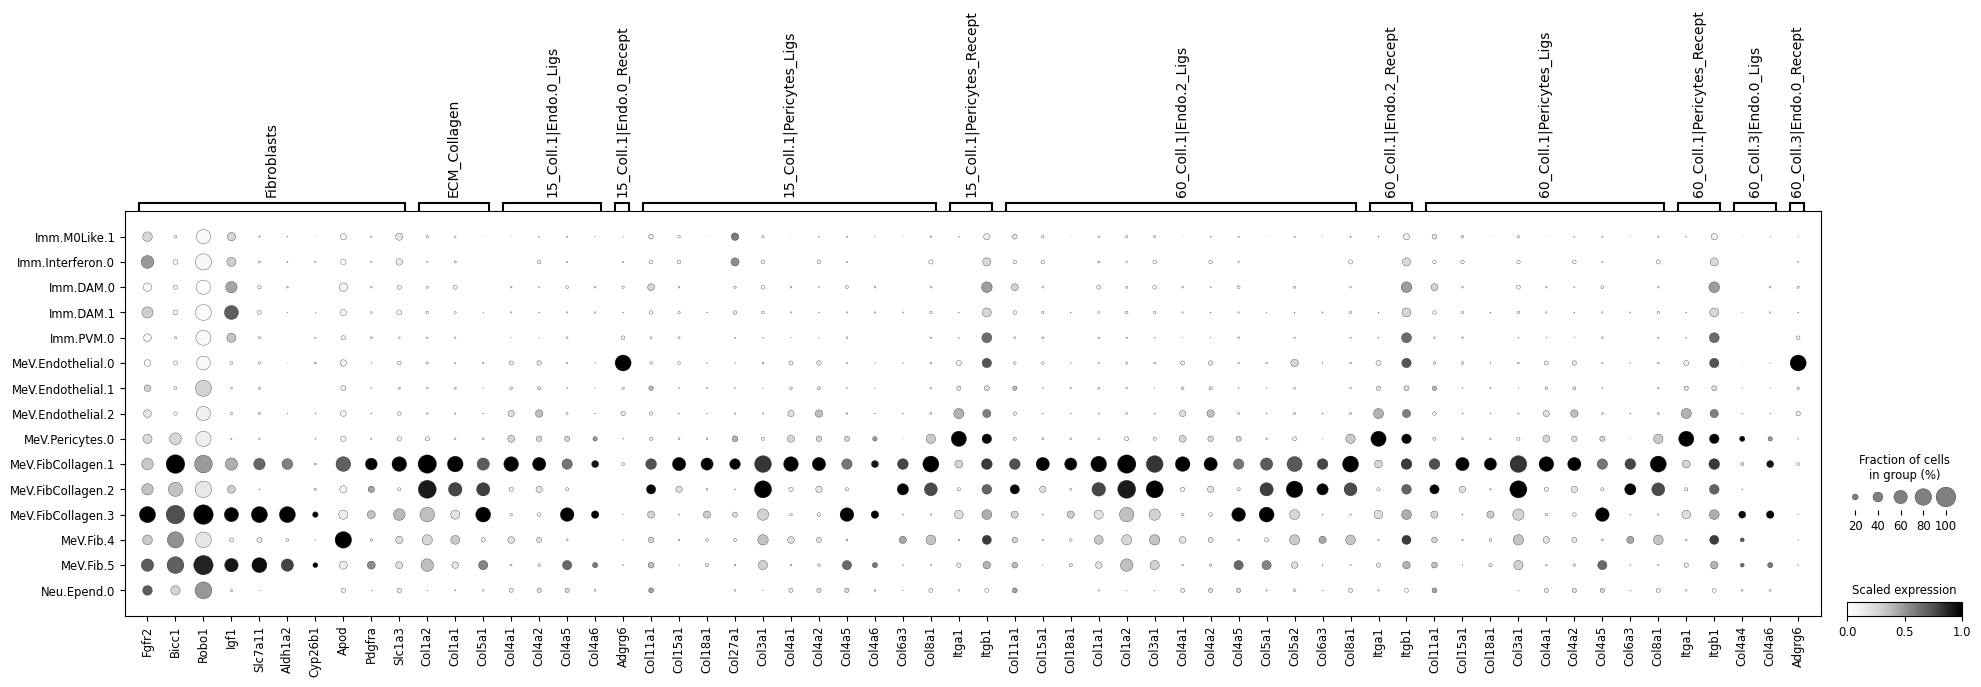 Fibroblasts
ECM_Collagen
15_Coll.1|Endo.0_Ligs
15_Coll.1|Endo.0_Recept
15_Coll.1|Pericytes_Ligs
15_Coll.1|Pericytes_Recept
60_Coll.1|Endo.2_Ligs
60_Coll.1|Endo.2_Recept
60_Coll.1|Pericytes_Ligs
60_Coll.1|Pericytes_Recept
60_Coll.3|Endo.0_Ligs
60_Coll.3|Endo.0_Recept
Imm.M0Like.1
Imm.Interferon.0
Imm.DAM.0
Imm.DAM.1
Imm.PVM.0
MeV.Endothelial.0
MeV.Endothelial.1
MeV.Endothelial.2
MeV.Pericytes.0
MeV.FibCollagen.1
MeV.FibCollagen.2
MeV.FibCollagen.3
MeV.Fib.4
MeV.Fib.5
Neu.Epend.0
Fgfr2
Bicc1
Robo1
Igf1
Slc7a11
Aldh1a2
Cyp26b1
Apod
Pdgfra
Slc1a3
Col1a2
Col1a1
Col5a1
Col4a1
Col4a2
Col4a5
Col4a6
Adgrg6
Col11a1
Col15a1
Col18a1
Col27a1
Col3a1
Col4a1
Col4a2
Col4a5
Col4a6
Col6a3
Col8a1
Itga1
Itgb1
Col11a1
Col15a1
Col18a1
Col1a1
Col1a2
Col3a1
Col4a1
Col4a2
Col4a5
Col5a1
Col5a2
Col6a3
Col8a1
Itga1
Itgb1
Col11a1
Col15a1
Col18a1
Col3a1
Col4a1
Col4a2
Col4a5
Col6a3
Col8a1
Itga1
Itgb1
Col4a4
Col4a6
Adgrg6
Fraction of cells
in group (%)
20 40 60 80 100
Scaled expression
0.0 0.5 1.0